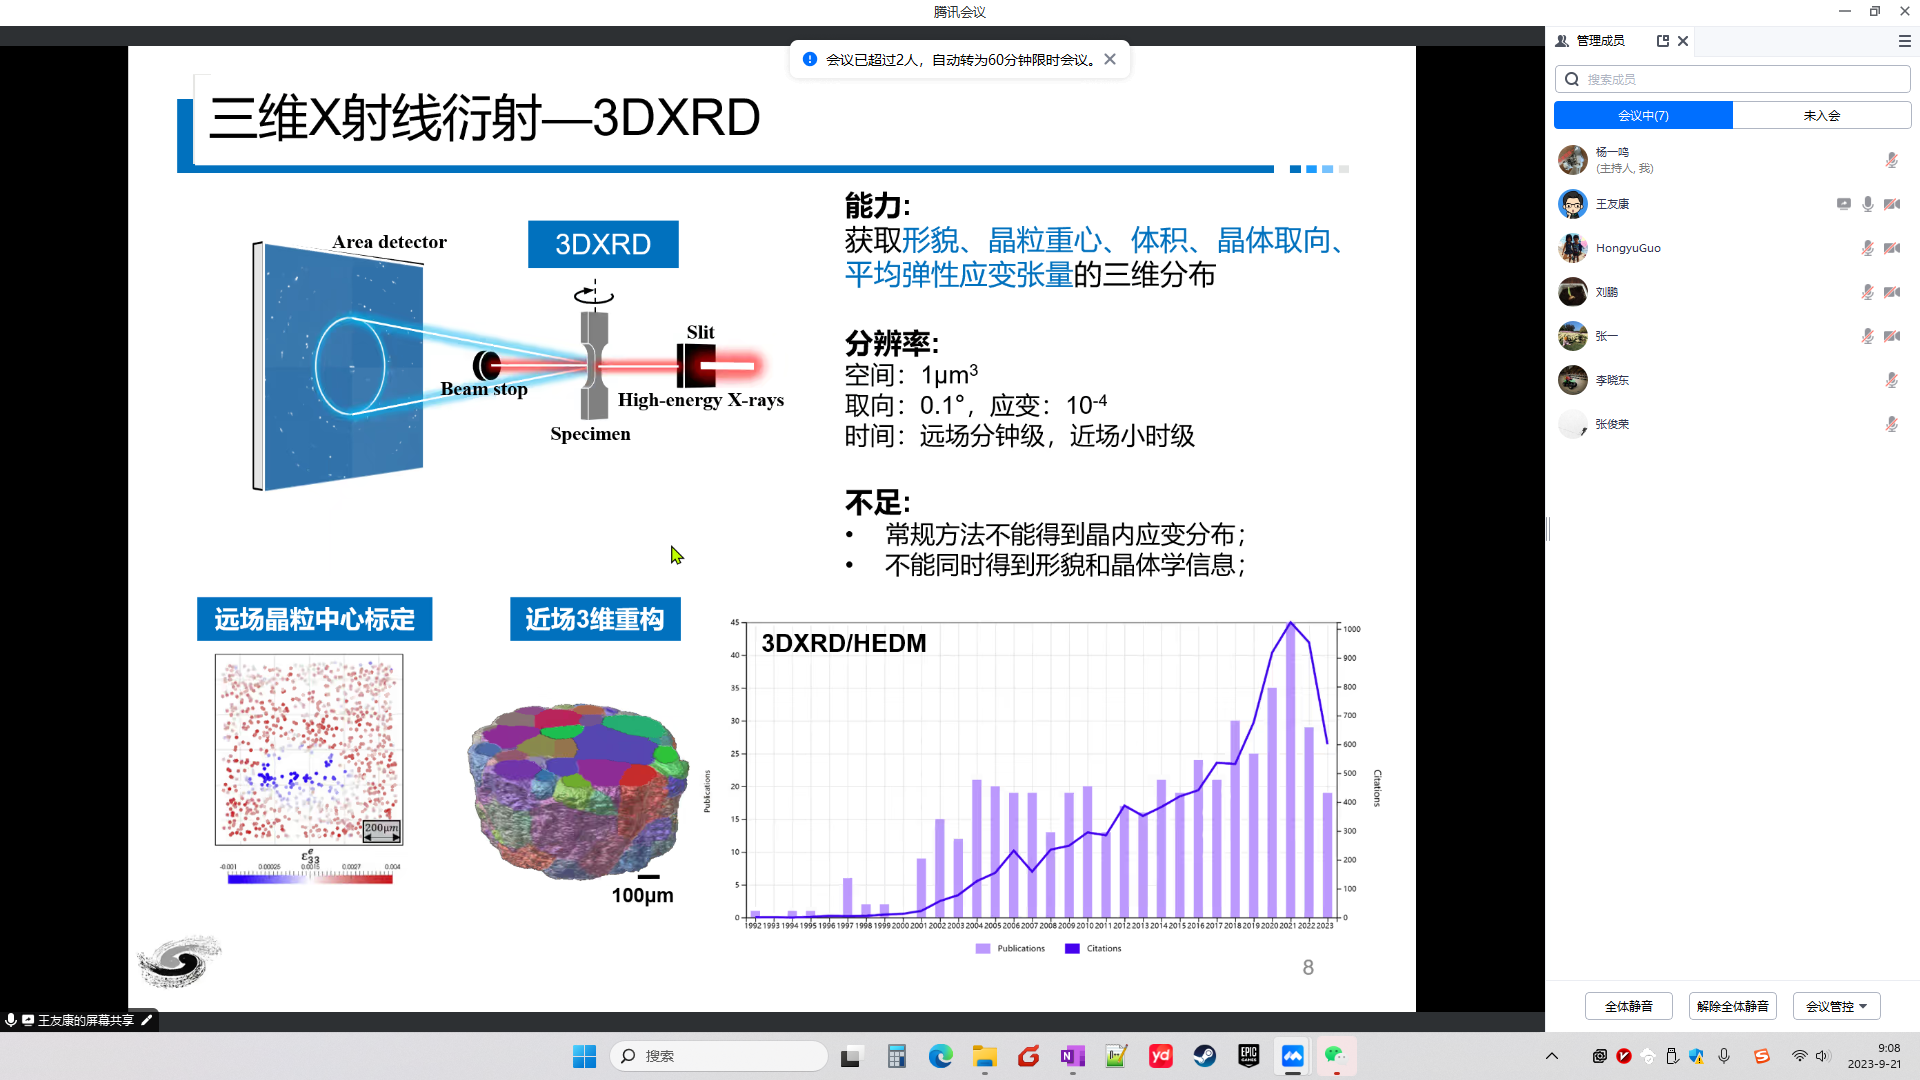 腾讯会议
会议已超过2人，自动转为60分钟限时会议。
三维X射线衍射—3DXRD
Area detector
3DXRD
Slit
Beam stop
High-energy X-rays
Specimen
能力:
获取形貌、晶粒重心、体积、晶体取向、
平均弹性应变张量的三维分布
分辨率:
空间：1μm³
取向：0.1°，应变：10⁻⁴
时间：远场分钟级，近场小时级
不足:
• 常规方法不能得到晶内应变分布；
• 不能同时得到形貌和晶体学信息；
远场晶粒中心标定
200μm
ε₃₃ᵉ
-0.001 0.00025 0.0015 0.0027 0.004
近场3维重构
100μm
3DXRD/HEDM
45
40
35
30
25
20
15
10
5
0
Publications
1000
900
800
700
600
500
400
300
200
100
0
Citations
1992 1993 1994 1995 1996 1997 1998 1999 2000 2001 2002 2003 2004 2005 2006 2007 2008 2009 2010 2011 2012 2013 2014 2015 2016 2017 2018 2019 2020 2021 2022 2023
Publications Citations
8
王友康的屏幕共享
管理成员
搜索成员
会议中(7) 未入会
杨一鸣
(主持人, 我)
王友康
HongyuGuo
刘鹏
张一
李晓东
张俊荣
全体静音 解除全体静音 会议管控
搜索
N
yd
EPIC
GAMES
S
9:08
2023-9-21